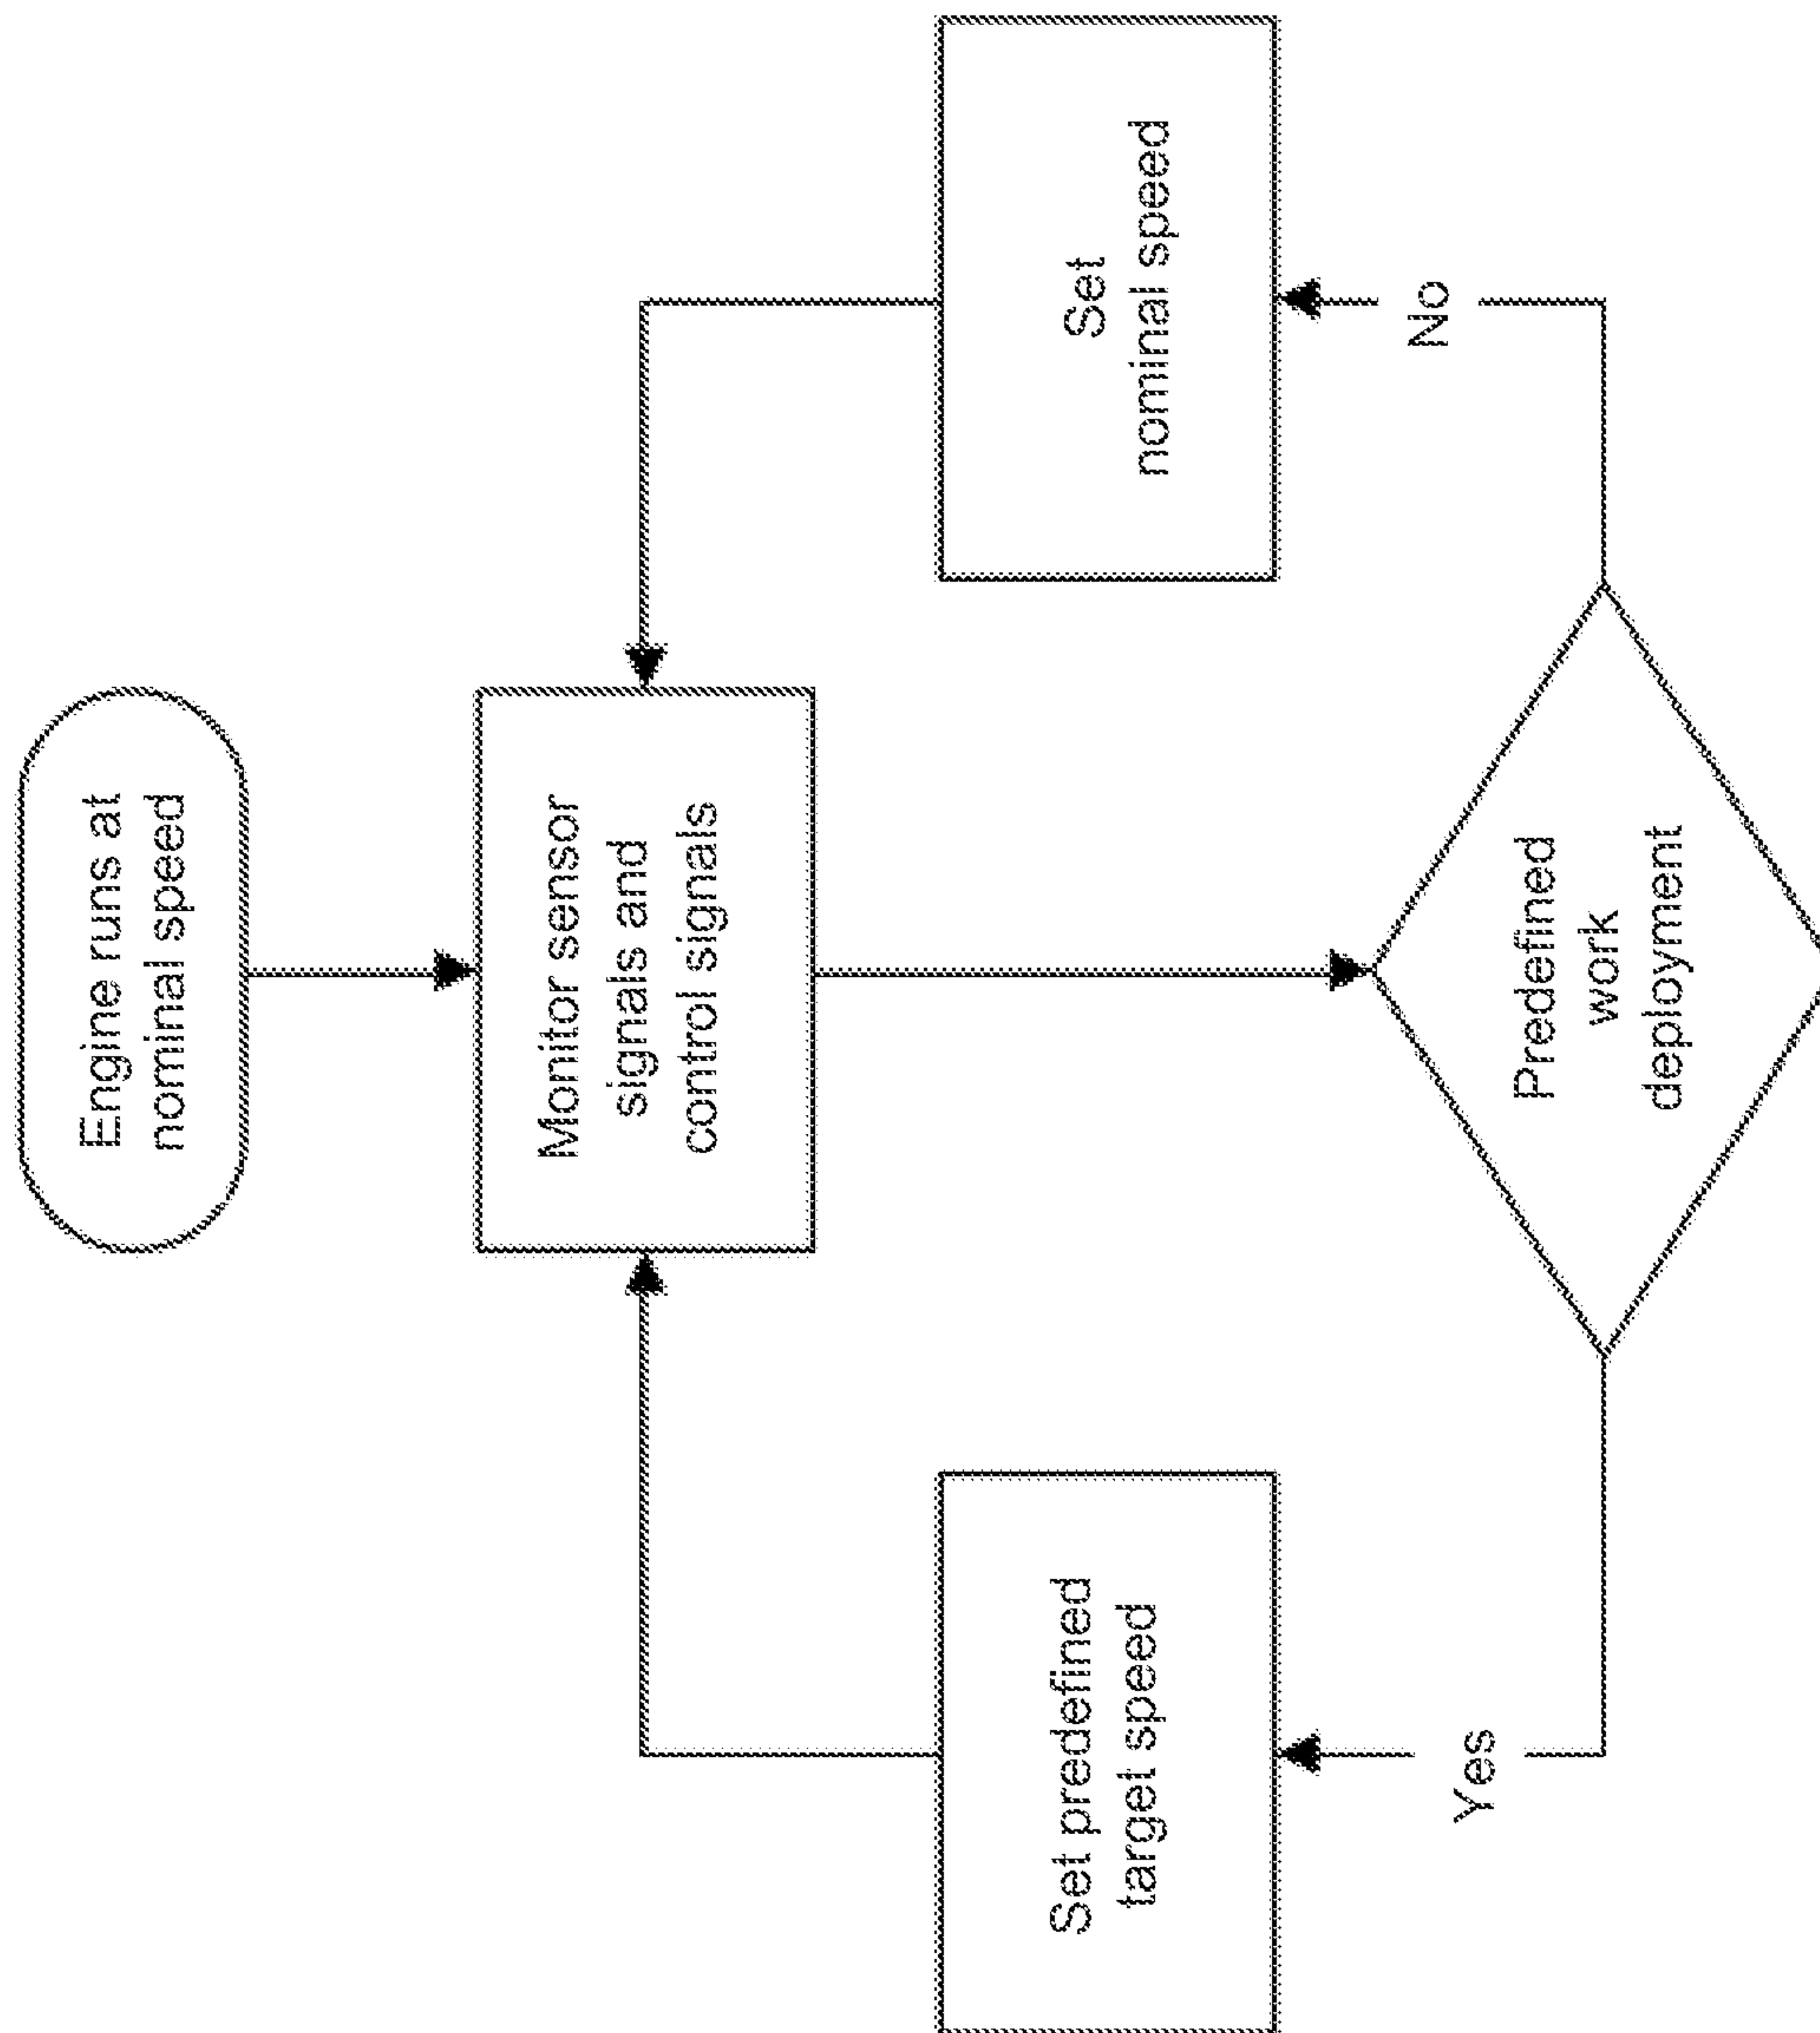 Engine runs at
nominal speed
Monitor sensor
signals and
control signals
Predefined
work
deployment
Yes
No
Set predefined
target speed
Set
nominal speed